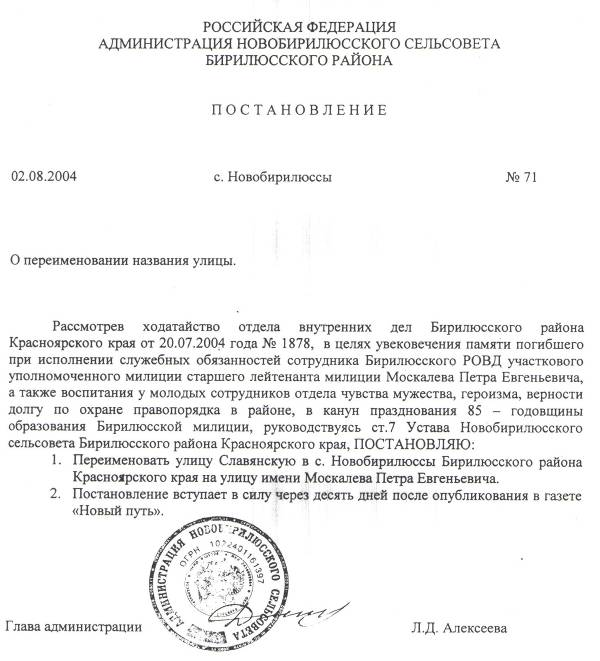 РОССИЙСКАЯ ФЕДЕРАЦИЯ
АДМИНИСТРАЦИЯ НОВОБИРИЛЮССКОГО СЕЛЬСОВЕТА
БИРИЛЮССКОГО РАЙОНА
ПОСТАНОВЛЕНИЕ
02.08.2004 с. Новобирилюссы № 71
О переименовании названия улицы.
Рассмотрев ходатайство отдела внутренних дел Бирилюсского района
Красноярского края от 20.07.2004 года № 1878, в целях увековечения памяти погибшего
при исполнении служебных обязанностей сотрудника Бирилюсского РОВД участкового
уполномоченного милиции старшего лейтенанта милиции Москалева Петра Евгеньевича,
а также воспитания у молодых сотрудников отдела чувства мужества, героизма, верности
долгу по охране правопорядка в районе, в канун празднования 85 – годовщины
образования Бирилюсской милиции, руководствуясь ст.7 Устава Новобирилюсского
сельсовета Бирилюсского района Красноярского края, ПОСТАНОВЛЯЮ:
1. Переименовать улицу Славянскую в с. Новобирилюссы Бирилюсского района
Красноярского края на улицу имени Москалева Петра Евгеньевича.
2. Постановление вступает в силу через десять дней после опубликования в газете
«Новый путь».
АДМИНИСТРАЦИЯ НОВОБИРИЛЮССКОГО СЕЛЬСОВЕТА
ОГРН 1022401161397
Глава администрации Л.Д. Алексеева